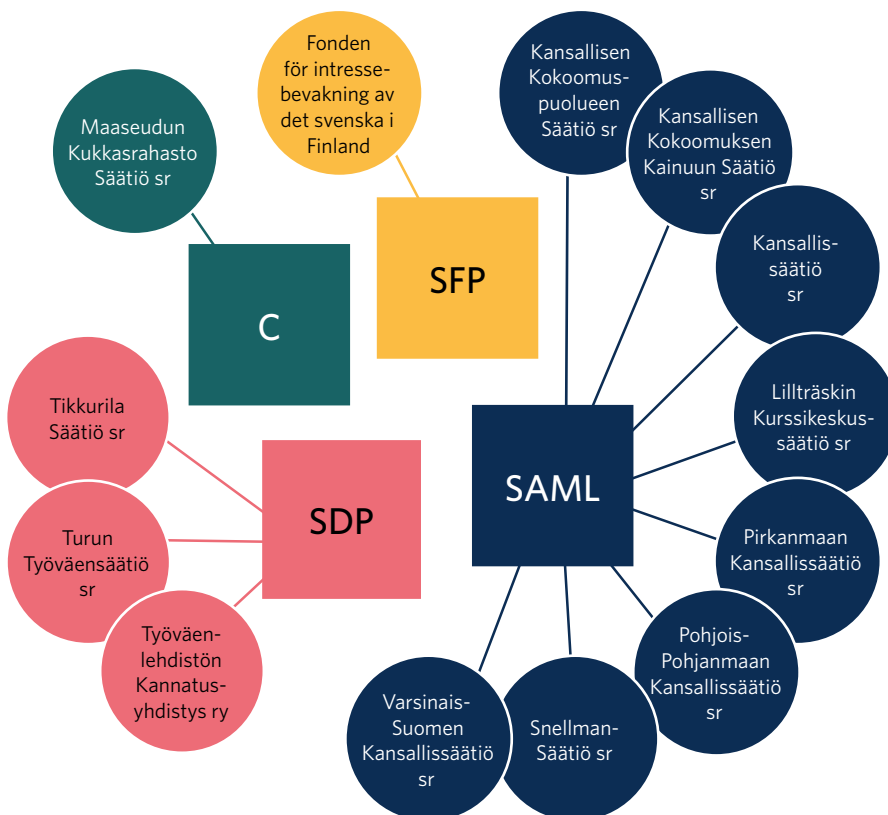 Fonden
för intresse-
bevakning av
det svenska i
Finland
Kansallisen
Kokoomus-
puolueen
Säätiö sr
Kansallisen
Kokoomuksen
Kainuun Säätiö
sr
Maaseudun
Kukkasrahasto
Säätiö sr
Kansallis-
säätiö
sr
SFP
C
Tikkurila
Säätiö sr
Lillträskin
Kurssikeskus-
säätiö sr
SAML
SDP
Turun
Työväensäätiö
sr
Pirkanmaan
Kansallissäätiö
sr
Työväen-
lehdistön
Kannatus-
yhdistys ry
Pohjois-
Pohjanmaan
Kansallissäätiö
sr
Varsinais-
Suomen
Kansallissäätiö
sr
Snellman-
Säätiö sr